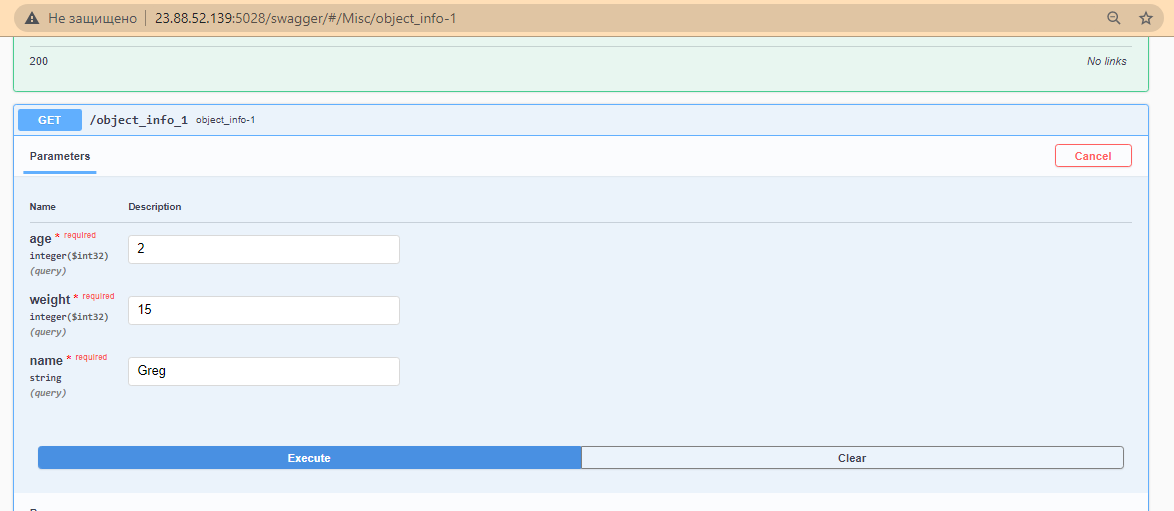 Не защищено | 23.88.52.139:5028/swagger/#/Misc/object_info-1
200 No links
GET /object_info_1 object_info-1
Parameters Cancel
Name Description
age * required 2
integer($int32)
(query)
weight * required 15
integer($int32)
(query)
name * required Greg
string
(query)
Execute Clear